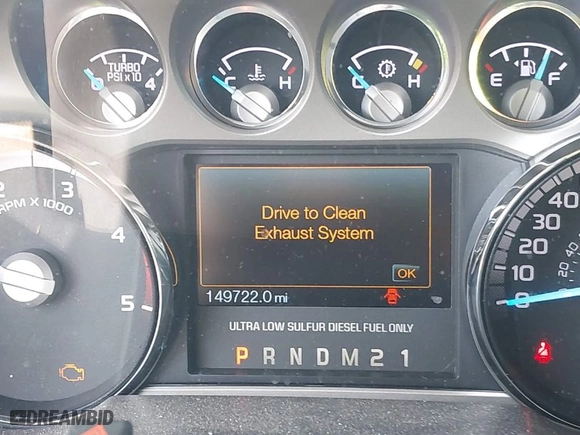 TURBO
PSI x 10
0 4
C H
C H
E F
2 3 4 5
RPM X 1000
Drive to Clean
Exhaust System
OK
149722.0 mi
ULTRA LOW SULFUR DIESEL FUEL ONLY
P R N D M 2 1
40
30
20
10
0
20
DREAMBID